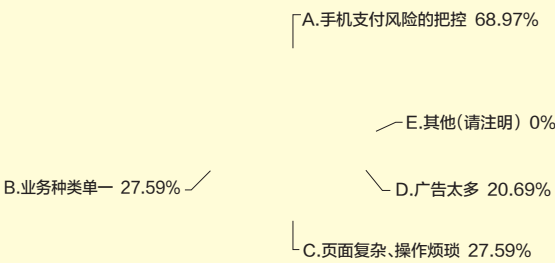 A.手机支付风险的把控 68.97%
E.其他(请注明) 0%
B.业务种类单一 27.59%
D.广告太多 20.69%
C.页面复杂、操作烦琐 27.59%